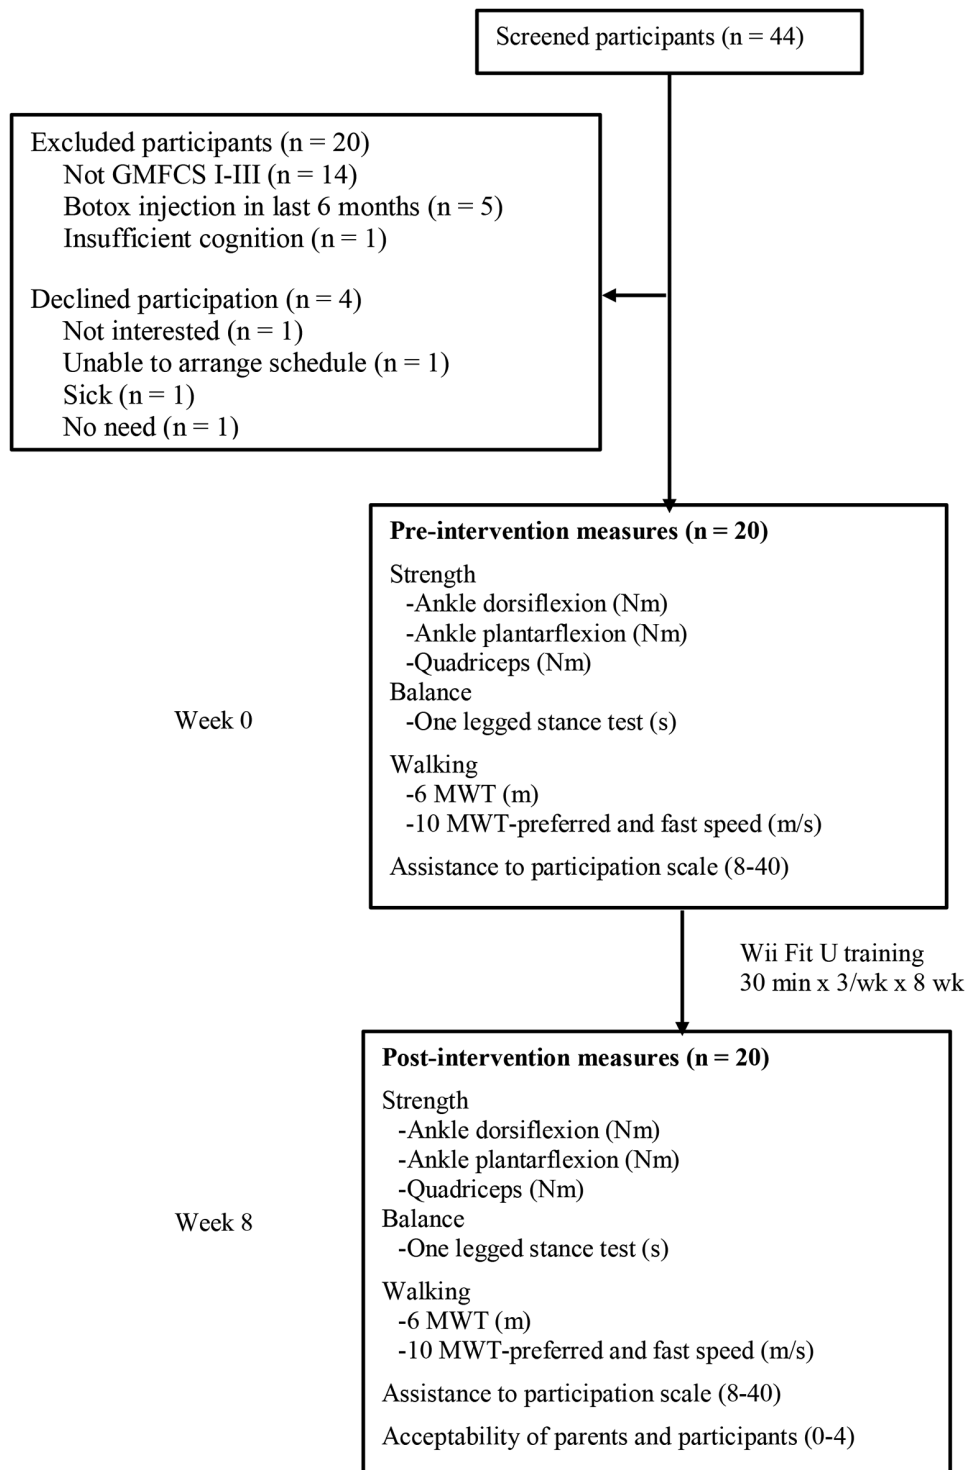 Screened participants (n = 44)
Excluded participants (n = 20)
Not GMFCS I-III (n = 14)
Botox injection in last 6 months (n = 5)
Insufficient cognition (n = 1)
Declined participation (n = 4)
Not interested (n = 1)
Unable to arrange schedule (n = 1)
Sick (n = 1)
No need (n = 1)
Pre-intervention measures (n = 20)
Strength
-Ankle dorsiflexion (Nm)
-Ankle plantarflexion (Nm)
-Quadriceps (Nm)
Balance
-One legged stance test (s)
Week 0
Walking
-6 MWT (m)
-10 MWT-preferred and fast speed (m/s)
Assistance to participation scale (8-40)
Wii Fit U training
30 min x 3/wk x 8 wk
Post-intervention measures (n = 20)
Strength
-Ankle dorsiflexion (Nm)
-Ankle plantarflexion (Nm)
-Quadriceps (Nm)
Balance
-One legged stance test (s)
Week 8
Walking
-6 MWT (m)
-10 MWT-preferred and fast speed (m/s)
Assistance to participation scale (8-40)
Acceptability of parents and participants (0-4)